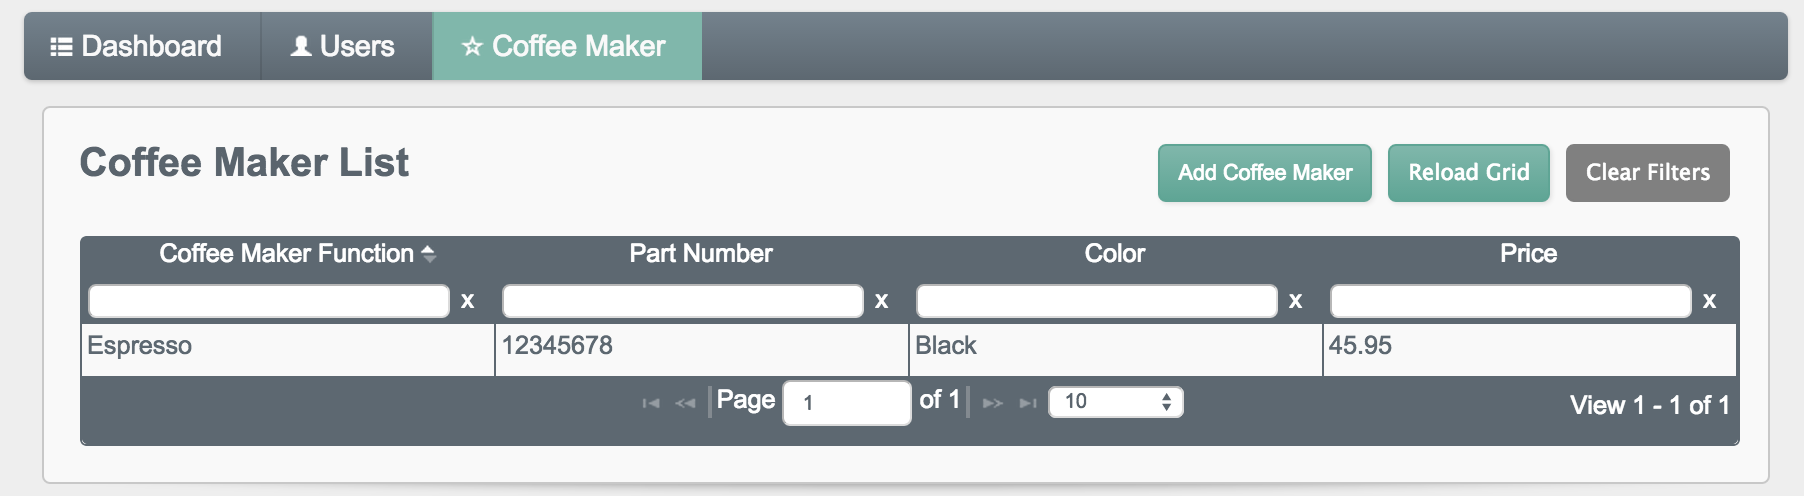 Dashboard Users Coffee Maker
Coffee Maker List
Add Coffee Maker Reload Grid Clear Filters
Coffee Maker Function Part Number Color Price
x x x x
Espresso 12345678 Black 45.95
Page 1 of 1 10 View 1 - 1 of 1